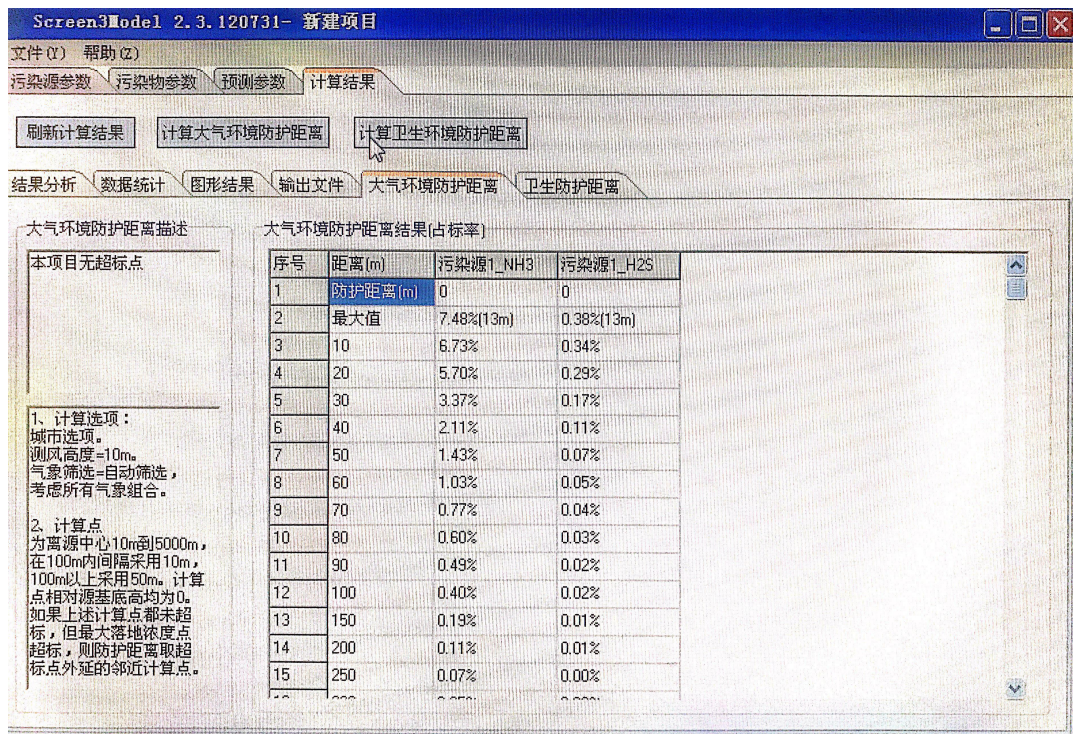 Screen3Model 2.3.120731- 新建项目
文件(Y) 帮助(Z)
污染源参数 污染物参数 预测参数 计算结果
刷新计算结果 计算大气环境防护距离 计算卫生环境防护距离
结果分析 数据统计 图形结果 输出文件 大气环境防护距离 卫生防护距离
大气环境防护距离描述
本项目无超标点
1、计算选项：
城市选项。
测风高度=10m。
气象筛选=自动筛选，
考虑所有气象组合。
2、计算点
为离源中心10m到5000m，
在100m内间隔采用10m，
100m以上采用50m。计算
点相对源基底高均为0。
如果上述计算点都未超
标，但最大落地浓度点
超标，则防护距离取超
标点外延的邻近计算点。
大气环境防护距离结果(占标率)
序号 距离(m) 污染源1_NH3 污染源1_H2S
1 防护距离(m) 0 0
2 最大值 7.48%(13m) 0.38%(13m)
3 10 6.73% 0.34%
4 20 5.70% 0.29%
5 30 3.37% 0.17%
6 40 2.11% 0.11%
7 50 1.43% 0.07%
8 60 1.03% 0.05%
9 70 0.77% 0.04%
10 80 0.60% 0.03%
11 90 0.49% 0.02%
12 100 0.40% 0.02%
13 150 0.19% 0.01%
14 200 0.11% 0.01%
15 250 0.07% 0.00%